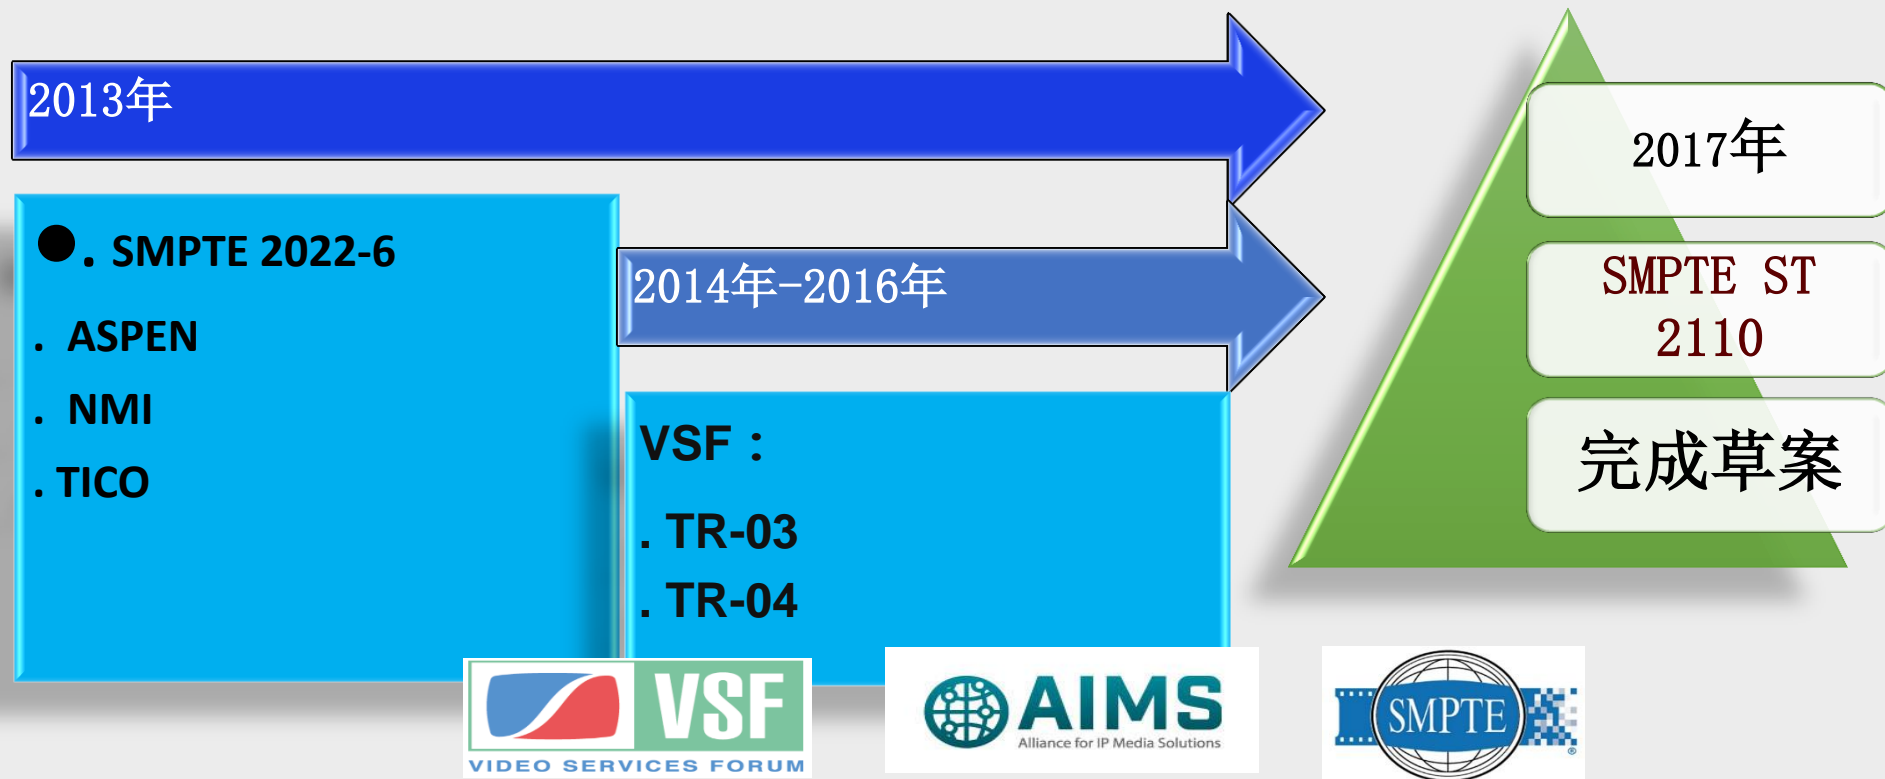 2013年
●. SMPTE 2022-6
. ASPEN
. NMI
. TICO
2014年-2016年
VSF：
. TR-03
. TR-04
2017年
SMPTE ST
2110
完成草案
VSF
VIDEO SERVICES FORUM
AIMS
Alliance for IP Media Solutions
SMPTE
®